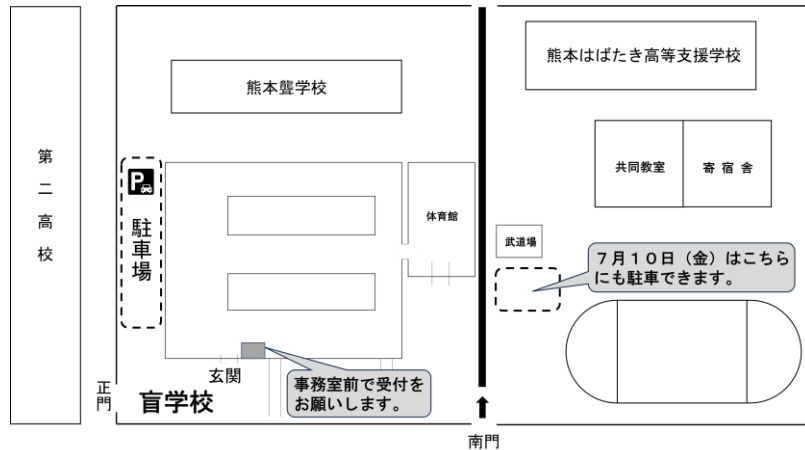 熊本はばたき高等支援学校
熊本聾学校
第二高校
共同教室
寄宿舎
P
駐車場
体育館
武道場
7月10日（金）はこちら
にも駐車できます。
玄関
事務室前で受付を
お願いします。
正門
盲学校
南門